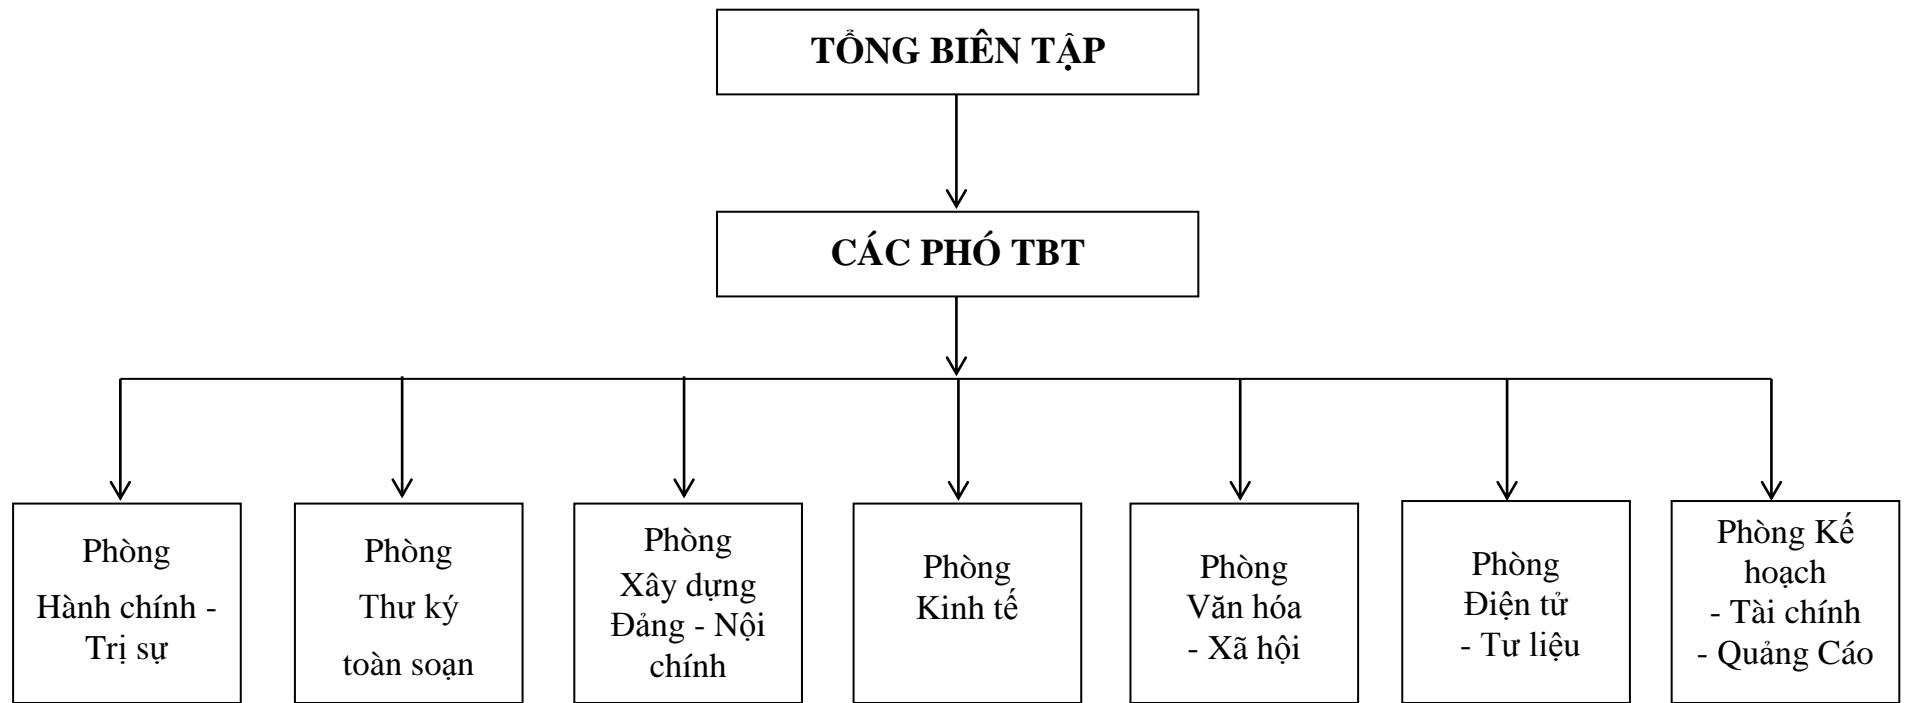 TỔNG BIÊN TẬP
CÁC PHÓ TBT
Phòng
Hành chính -
Trị sự
Phòng
Thư ký
toàn soạn
Phòng
Xây dựng
Đảng - Nội
chính
Phòng
Kinh tế
Phòng
Văn hóa
- Xã hội
Phòng
Điện tử
- Tư liệu
Phòng Kế
hoạch
- Tài chính
- Quảng Cáo